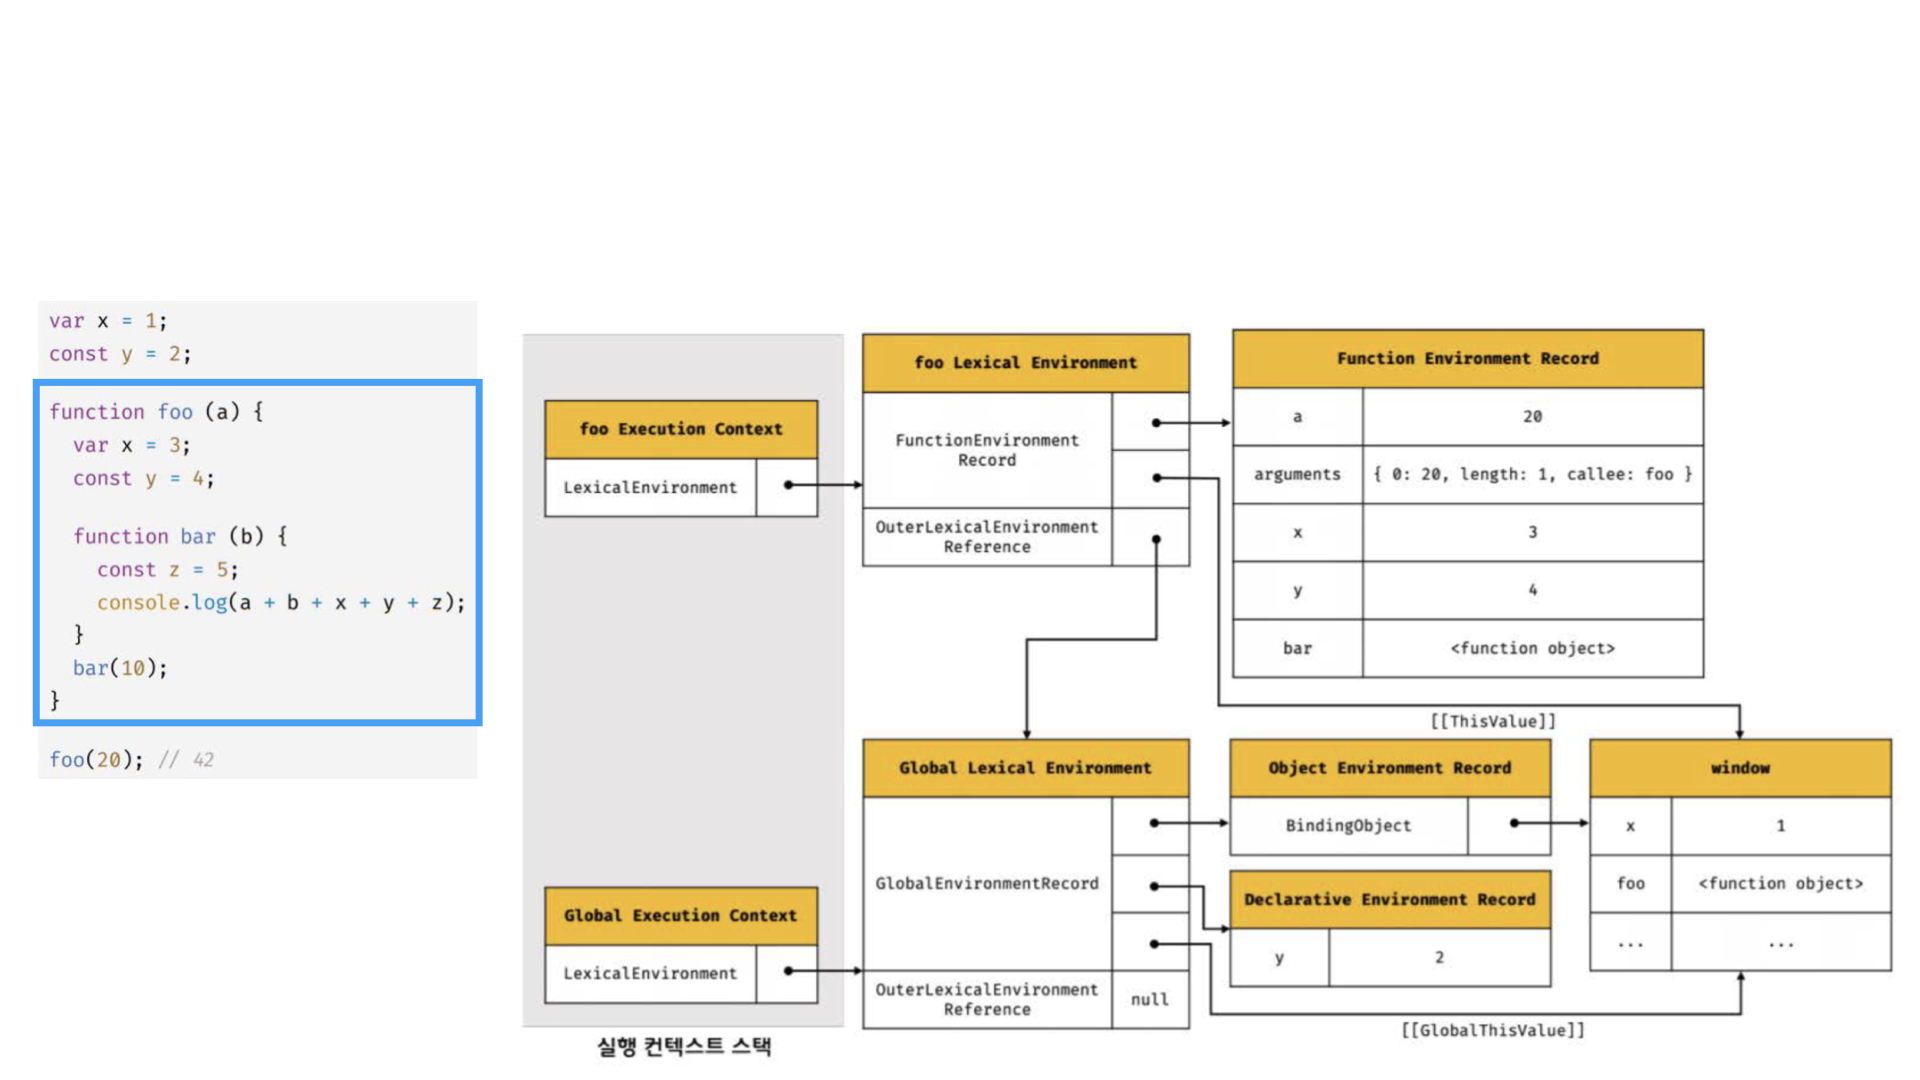 var x = 1;
const y = 2;
function foo (a) {
var x = 3;
const y = 4;
function bar (b) {
const z = 5;
console.log(a + b + x + y + z);
}
bar(10);
}
foo(20); // 42
foo Execution Context
LexicalEnvironment
Global Execution Context
LexicalEnvironment
실행 컨텍스트 스택
foo Lexical Environment
FunctionEnvironment
Record
OuterLexicalEnvironment
Reference
Function Environment Record
a 20
arguments { 0: 20, length: 1, callee: foo }
x 3
y 4
bar <function object>
[[ThisValue]]
Global Lexical Environment
GlobalEnvironmentRecord
OuterLexicalEnvironment
Reference
null
Object Environment Record
BindingObject
Declarative Environment Record
y 2
window
x 1
foo <function object>
... ...
[[GlobalThisValue]]